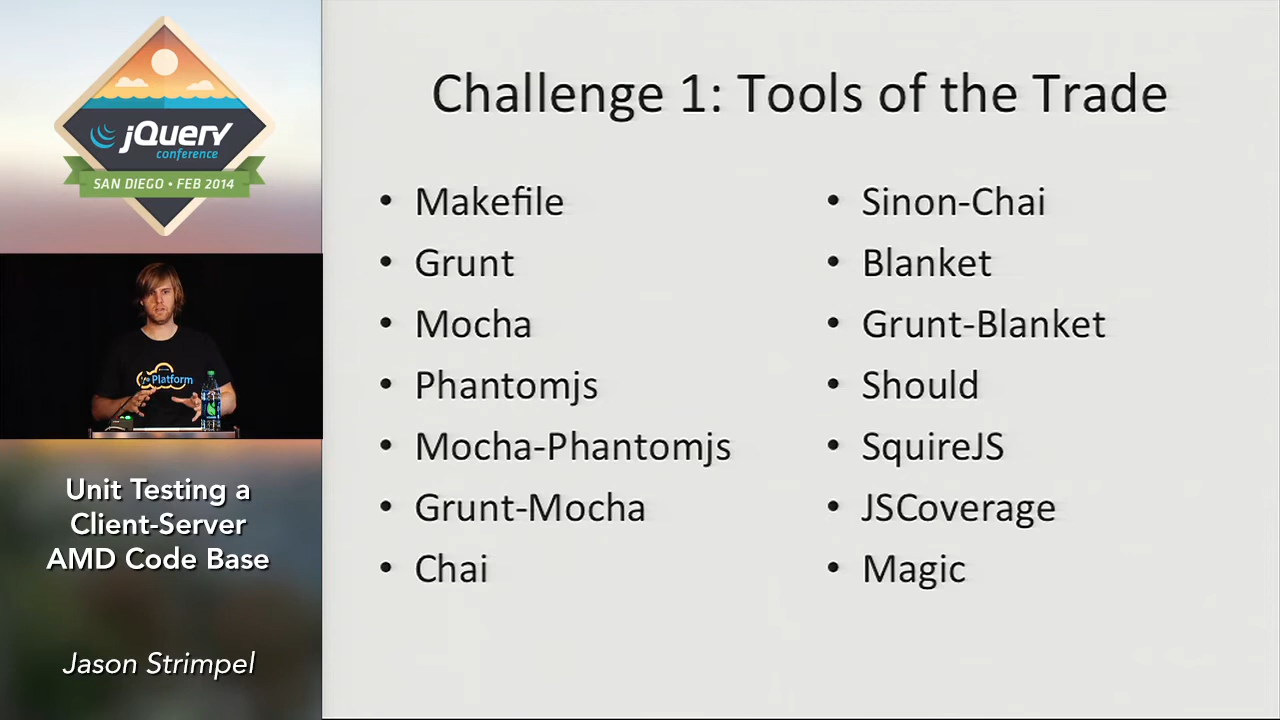 jQuery
conference
SAN DIEGO • FEB 2014
Platform
Unit Testing a
Client-Server
AMD Code Base
Jason Strimpel
Challenge 1: Tools of the Trade
• Makefile
• Grunt
• Mocha
• Phantomjs
• Mocha-Phantomjs
• Grunt-Mocha
• Chai
• Sinon-Chai
• Blanket
• Grunt-Blanket
• Should
• SquireJS
• JSCoverage
• Magic